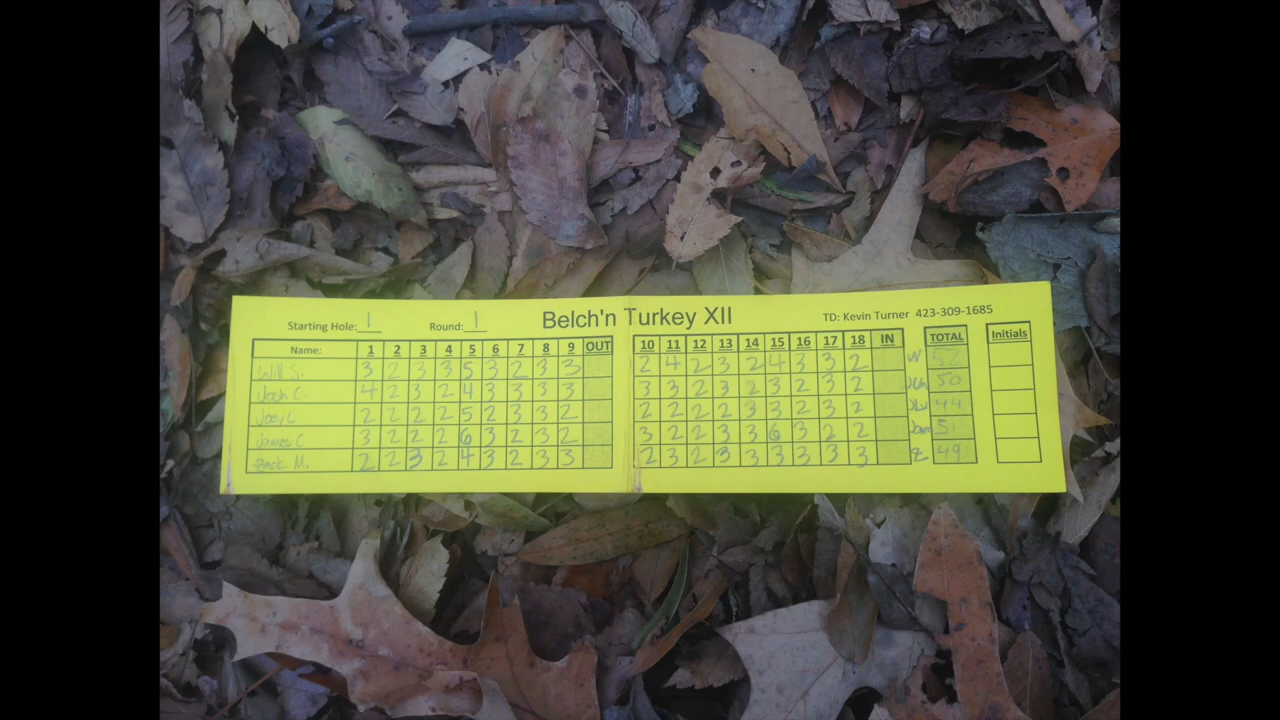 Starting Hole: 1 Round: 1 Belch'n Turkey XII TD: Kevin Turner 423-309-1685
Name: 1 2 3 4 5 6 7 8 9 OUT 10 11 12 13 14 15 16 17 18 IN TOTAL Initials
Will S. 3 2 3 3 5 3 2 3 3 2 4 2 3 2 4 3 3 2 W 52
Josh C. 4 2 3 2 4 3 3 3 3 3 3 2 2 3 3 2 3 2 50
Joey L 2 2 2 2 5 2 3 3 2 2 2 2 2 3 2 3 3 2 44
James C. 3 2 2 2 6 3 2 3 2 3 2 2 3 3 6 3 2 2 51
Zack M. 2 2 3 2 4 3 2 3 3 2 3 2 3 3 3 3 3 3 Z 49